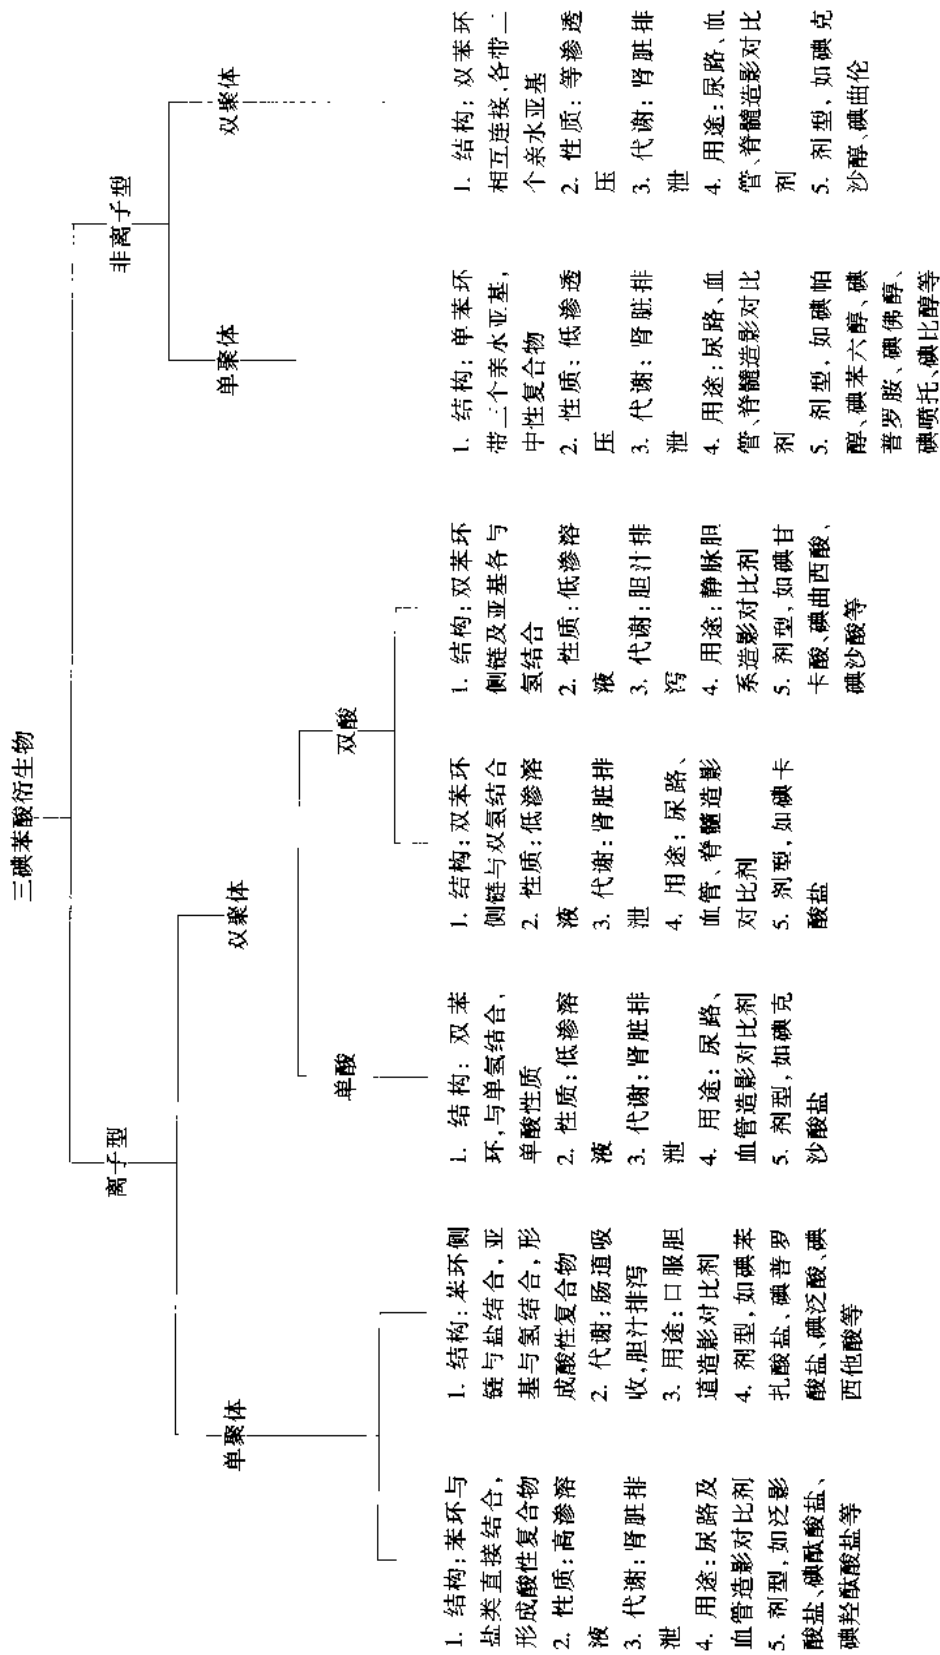 三碘苯酸衍生物
离子型
非离子型
单聚体
双聚体
单聚体
双聚体
单酸
双酸
1. 结构:苯环与
盐类直接结合,
形成酸性复合物
2. 性质:高渗溶
液
3. 代谢:肾脏排
泄
4. 用途:尿路及
血管造影对比剂
5. 剂型,如泛影
酸盐、碘酞酸盐、
碘羟酞酸盐等
1. 结构:苯环侧
链与盐结合,亚
基与氢结合,形
成酸性复合物
2. 代谢:肠道吸
收,胆汁排泻
3. 用途:口服胆
道造影对比剂
4. 剂型,如碘苯
扎酸盐、碘普罗
酸盐、碘泛酸、碘
西他酸等
1. 结构:双苯
环,与单氢结合、
单酸性质
2. 性质:低渗溶
液
3. 代谢:肾脏排
泄
4. 用途:尿路、
血管造影对比剂
5. 剂型,如碘克
沙酸盐
1. 结构:双苯环
侧链与双氢结合
2. 性质:低渗溶
液
3. 代谢:肾脏排
泄
4. 用途:尿路、
血管、脊髓造影
对比剂
5. 剂型,如碘卡
酸盐
1. 结构:双苯环
侧链及亚基各与
氢结合
2. 性质:低渗溶
液
3. 代谢:胆汁排
泻
4. 用途:静脉胆
系造影对比剂
5. 剂型,如碘甘
卡酸、碘曲西酸、
碘沙酸等
1. 结构:单苯环
带三个亲水亚基,
中性复合物
2. 性质:低渗透
压
3. 代谢:肾脏排
泄
4. 用途:尿路、血
管、脊髓造影对比
剂
5. 剂型,如碘帕
醇、碘苯六醇、碘
普罗胺、碘佛醇、
碘喷托、碘比醇等
1. 结构:双苯环
相互连接、各带二
个亲水亚基
2. 性质:等渗透
压
3. 代谢:肾脏排
泄
4. 用途:尿路、血
管、脊髓造影对比
剂
5. 剂型,如碘克
沙醇、碘曲伦